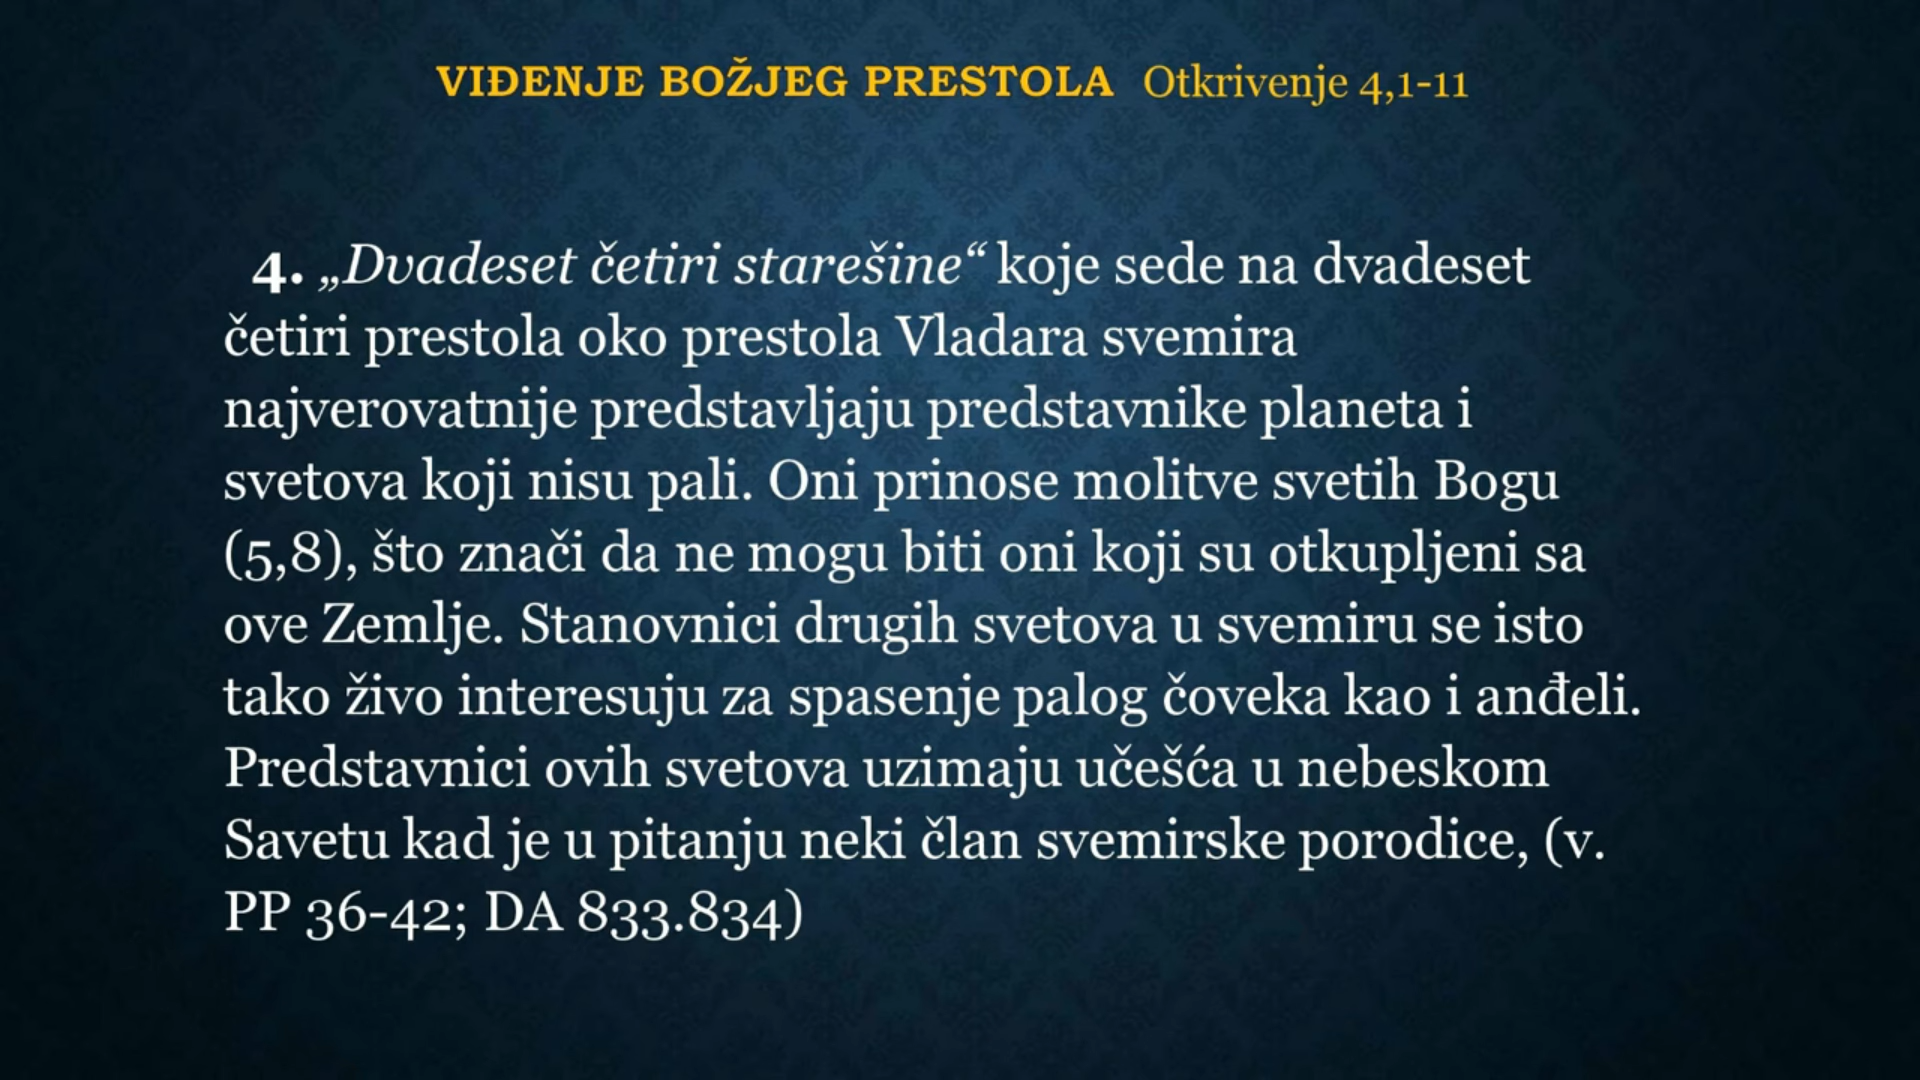 VIĐENJE BOŽJEG PRESTOLA Otkrivenje 4,1-11
4. „Dvadeset četiri starešine“ koje sede na dvadeset
četiri prestola oko prestola Vladara svemira
najverovatnije predstavljaju predstavnike planeta i
svetova koji nisu pali. Oni prinose molitve svetih Bogu
(5,8), što znači da ne mogu biti oni koji su otkupljeni sa
ove Zemlje. Stanovnici drugih svetova u svemiru se isto
tako živo interesuju za spasenje palog čoveka kao i anđeli.
Predstavnici ovih svetova uzimaju učešća u nebeskom
Savetu kad je u pitanju neki član svemirske porodice, (v.
PP 36-42; DA 833.834)